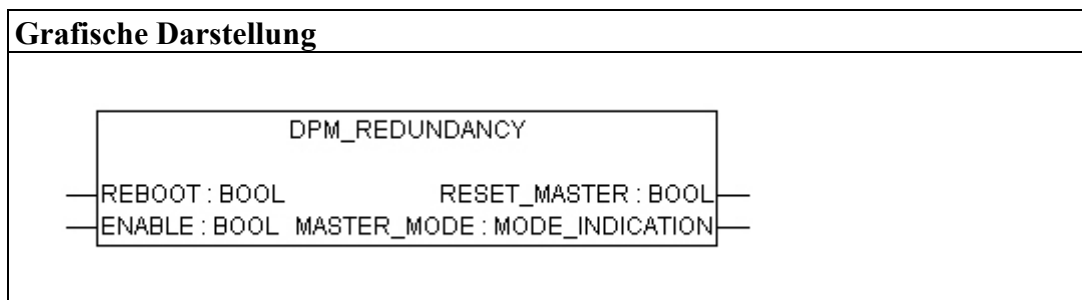 Grafische Darstellung
DPM_REDUNDANCY
REBOOT : BOOL RESET_MASTER : BOOL
ENABLE : BOOL MASTER_MODE : MODE_INDICATION